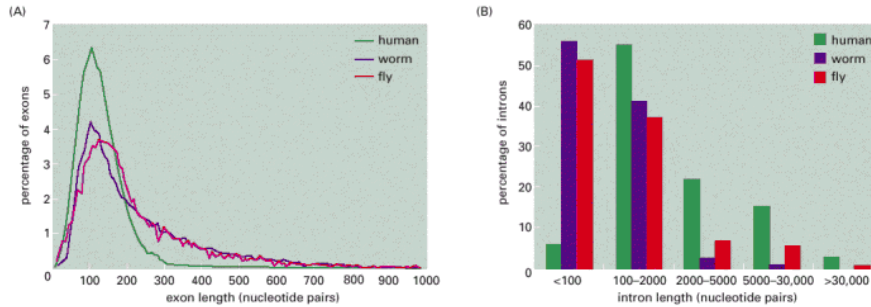 (A)
percentage of exons
7
6
5
4
3
2
1
0
human
worm
fly
100 200 300 400 500 600 700 800 900 1000
exon length (nucleotide pairs)
(B)
percentage of introns
60
50
40
30
20
10
0
human
worm
fly
<100 100–2000 2000–5000 5000–30,000 >30,000
intron length (nucleotide pairs)